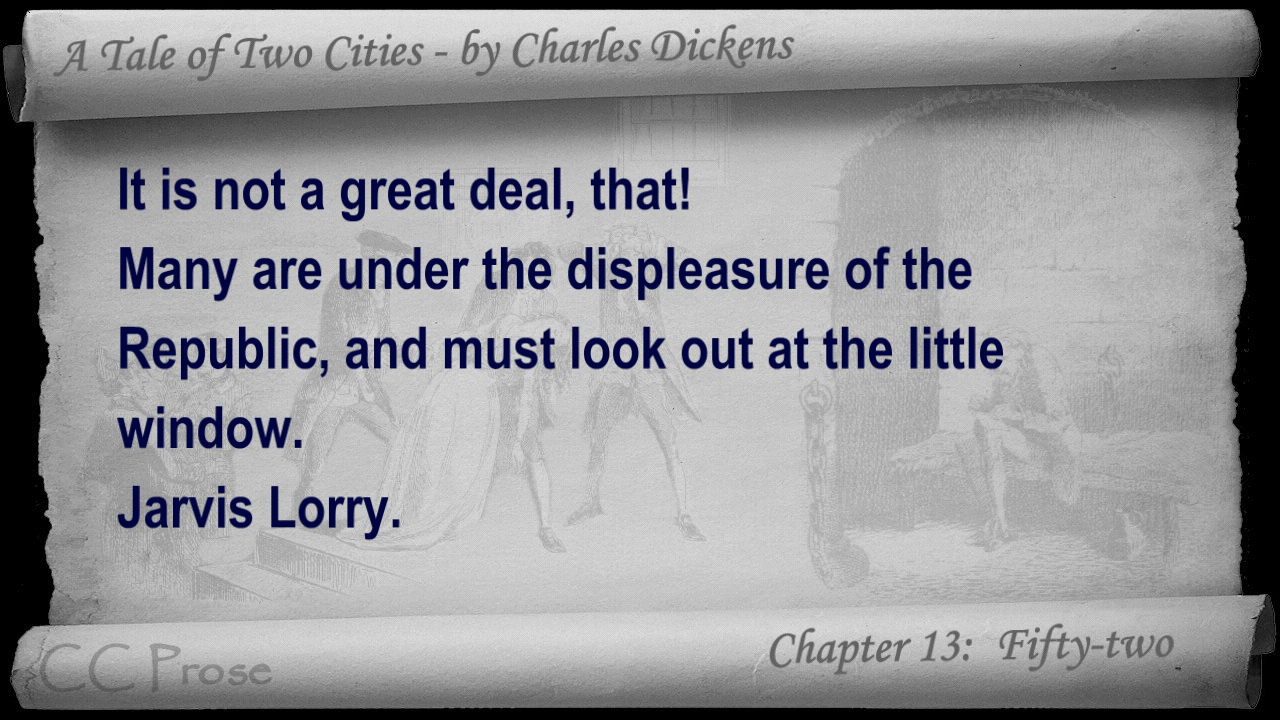 A Tale of Two Cities - by Charles Dickens
It is not a great deal, that!
Many are under the displeasure of the
Republic, and must look out at the little
window.
Jarvis Lorry.
CC Prose
Chapter 13: Fifty-two